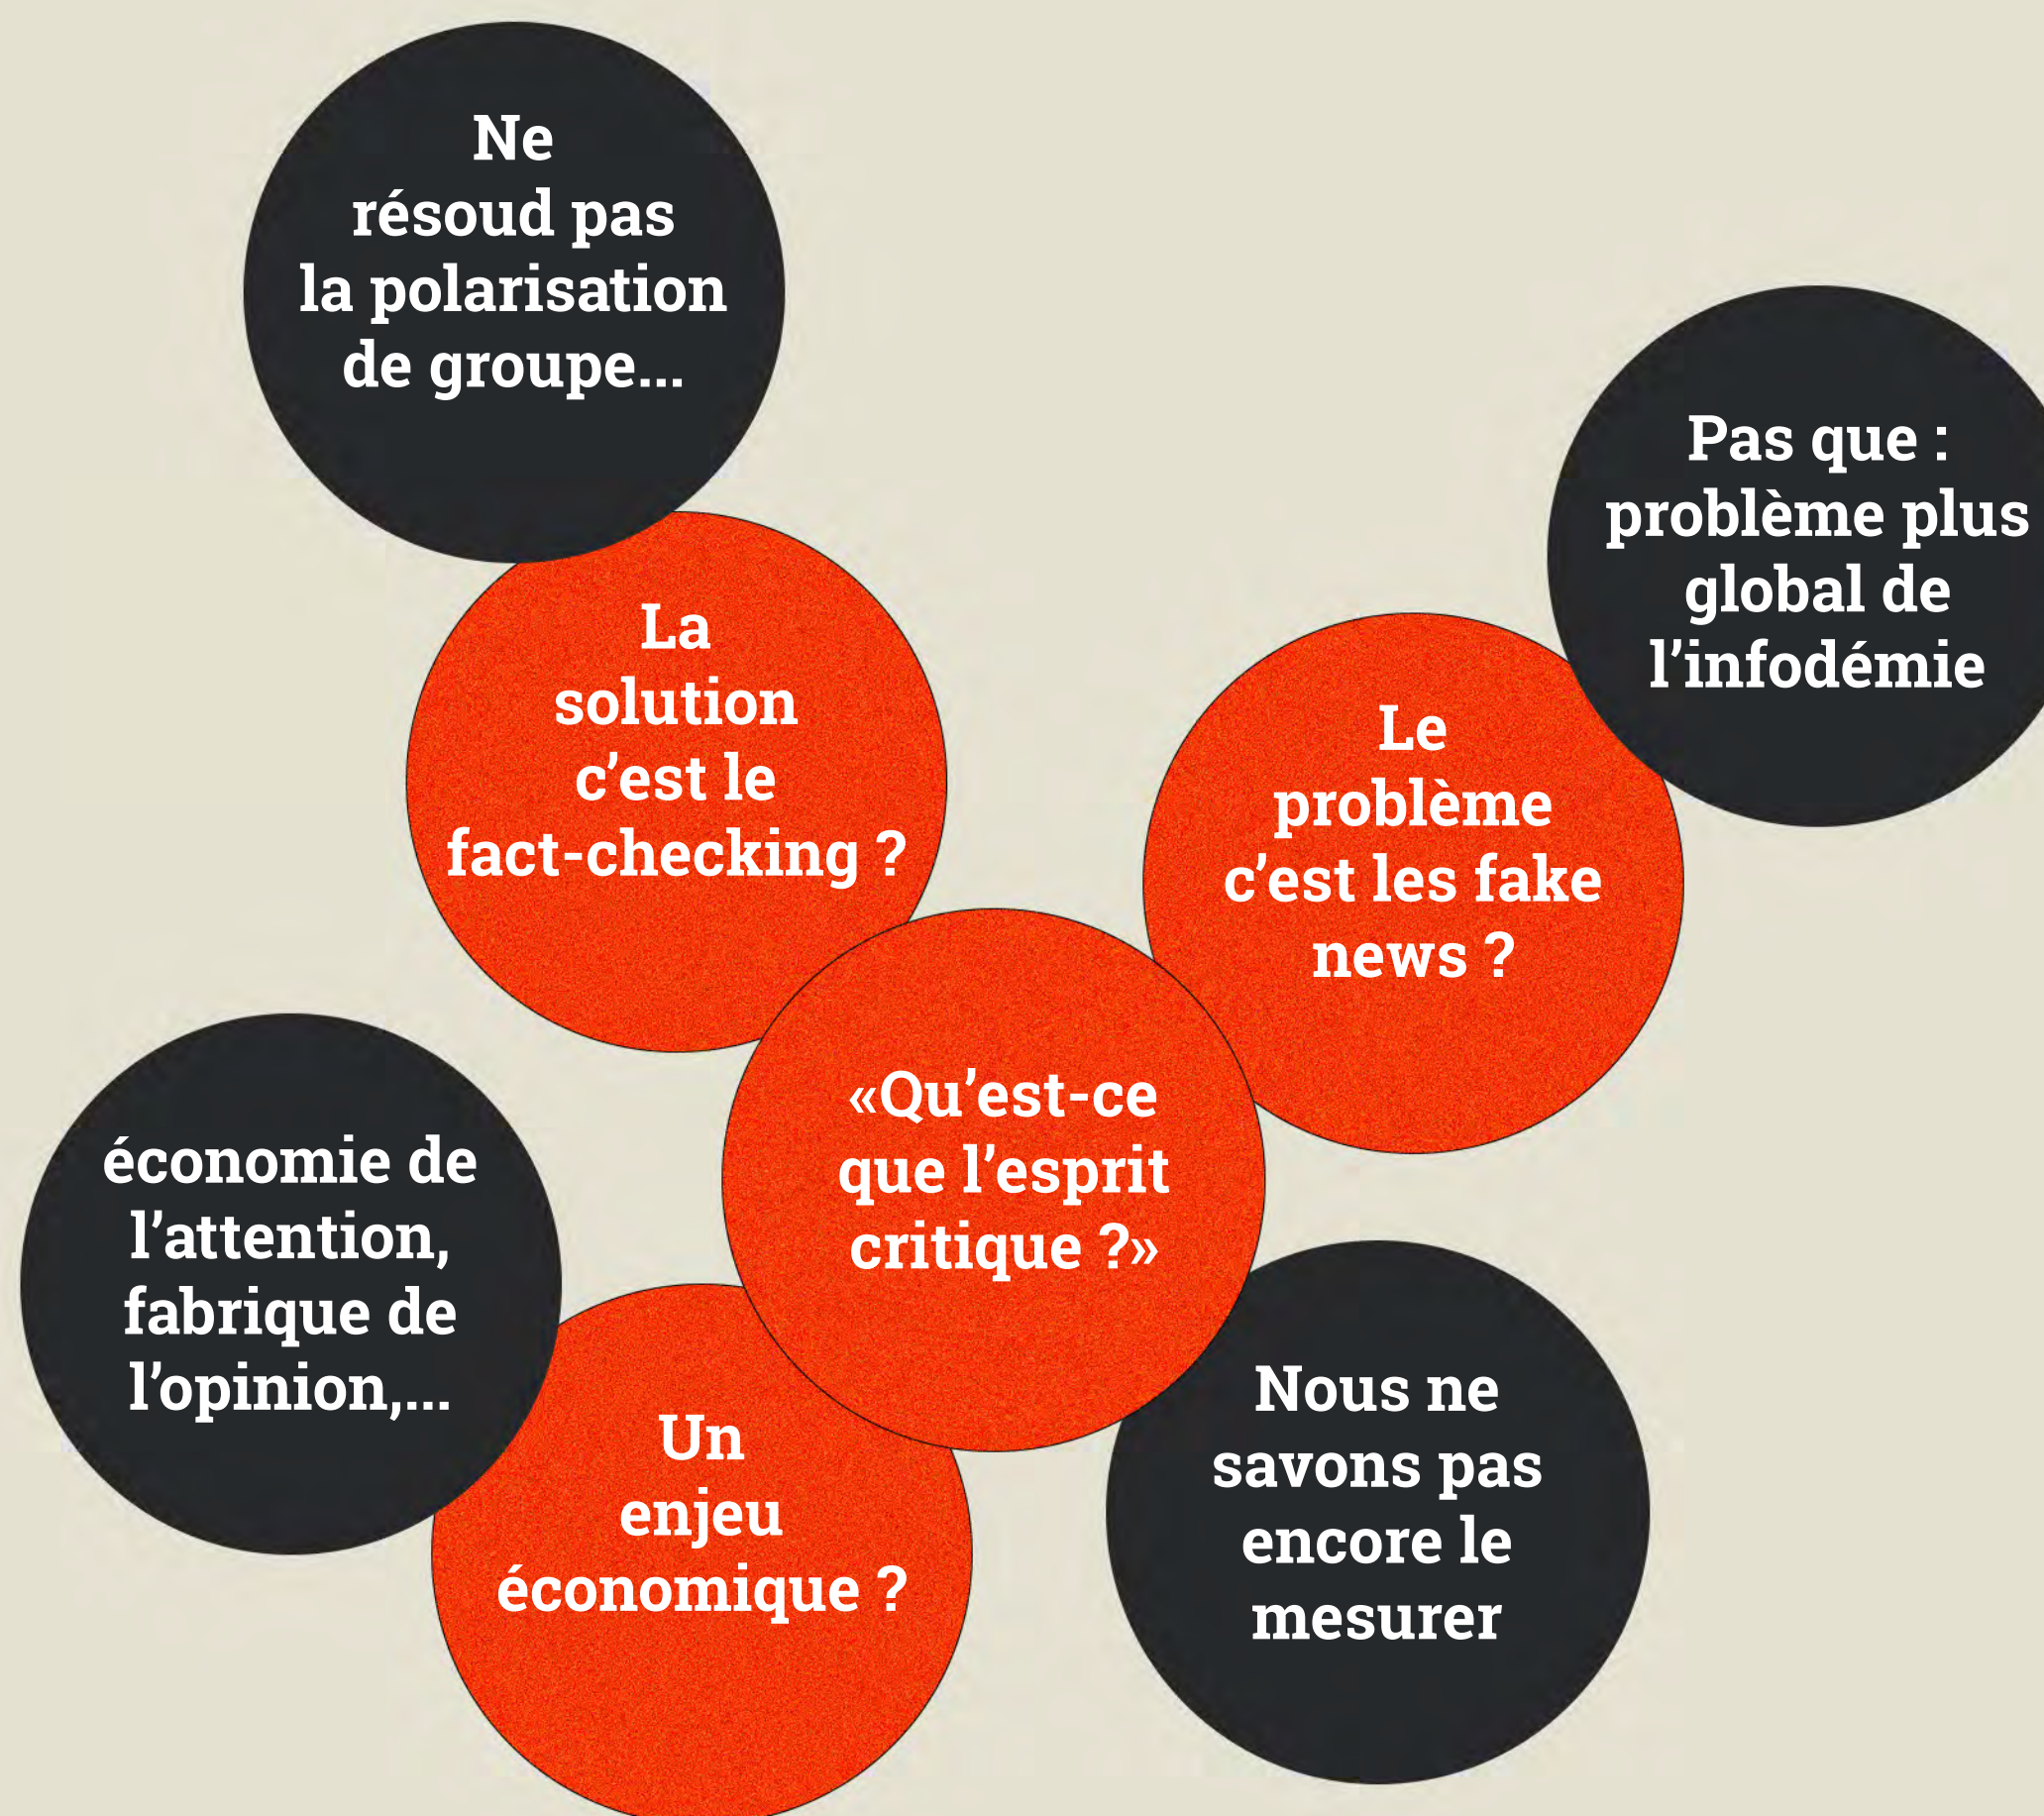 Ne
résoud pas
la polarisation
de groupe...
Pas que :
problème plus
global de
l’infodémie
La
solution
c’est le
fact-checking ?
Le
problème
c’est les fake
news ?
«Qu’est-ce
que l’esprit
critique ?»
économie de
l’attention,
fabrique de
l’opinion,...
Un
enjeu
économique ?
Nous ne
savons pas
encore le
mesurer